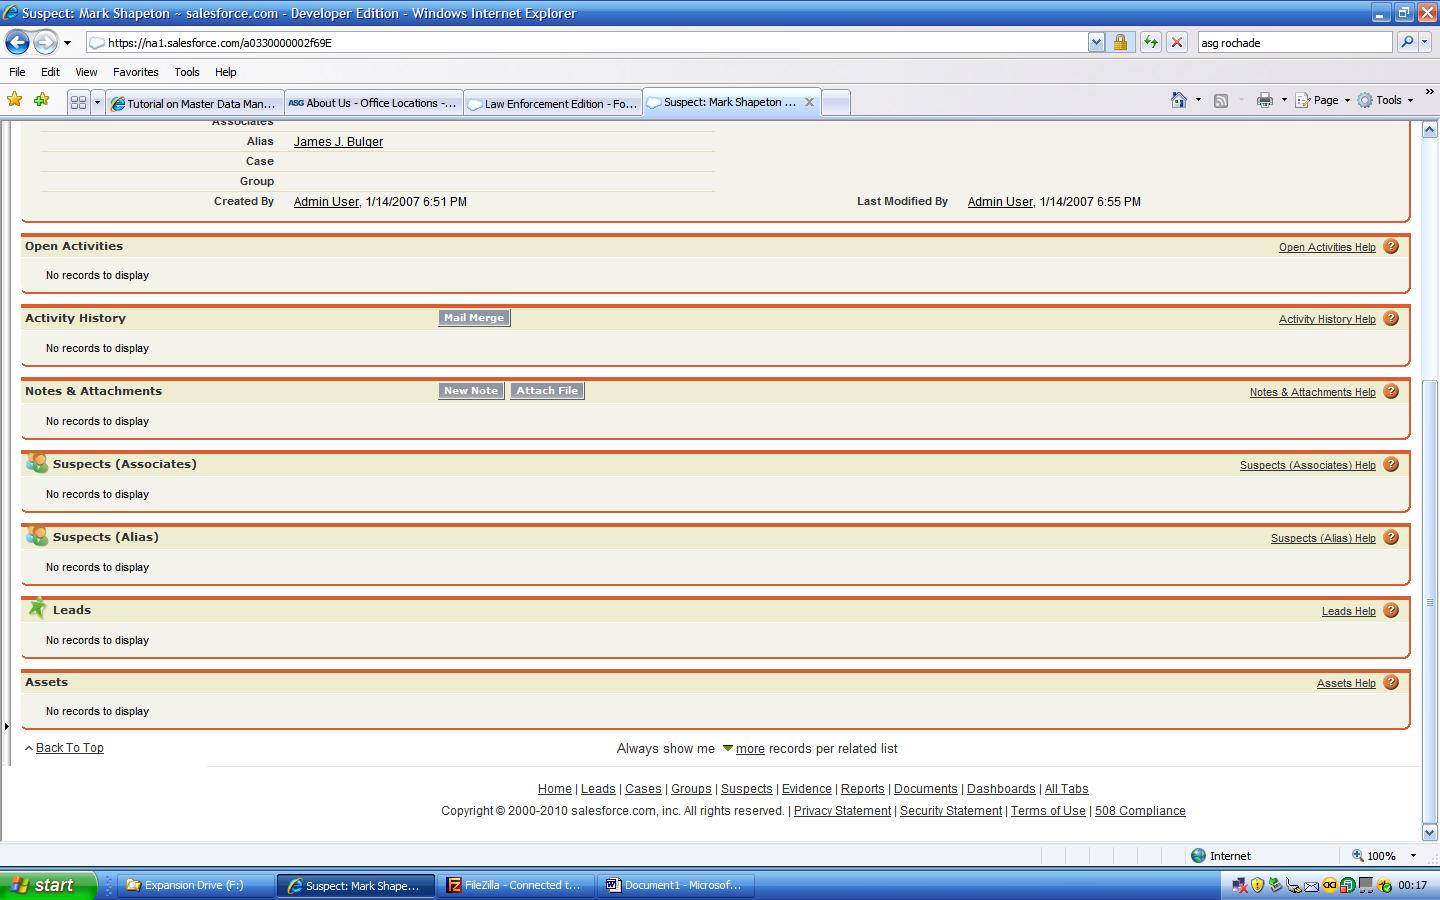 Suspect: Mark Shapeton ~ salesforce.com - Developer Edition - Windows Internet Explorer
https://na1.salesforce.com/a0330000002f69E
asg rochade
File Edit View Favorites Tools Help
Tutorial on Master Data Man... ASG About Us - Office Locations -... Law Enforcement Edition - Fo... Suspect: Mark Shapeton ... Page Tools »
Associates
Alias James J. Bulger
Case
Group
Created By Admin User, 1/14/2007 6:51 PM Last Modified By Admin User, 1/14/2007 6:55 PM
Open Activities Open Activities Help ?
No records to display
Activity History Mail Merge Activity History Help ?
No records to display
Notes & Attachments New Note Attach File Notes & Attachments Help ?
No records to display
Suspects (Associates) Suspects (Associates) Help ?
No records to display
Suspects (Alias) Suspects (Alias) Help ?
No records to display
Leads Leads Help ?
No records to display
Assets Assets Help ?
No records to display
^ Back To Top Always show me more records per related list
Home | Leads | Cases | Groups | Suspects | Evidence | Reports | Documents | Dashboards | All Tabs
Copyright © 2000-2010 salesforce.com, inc. All rights reserved. | Privacy Statement | Security Statement | Terms of Use | 508 Compliance
Internet 100%
start Expansion Drive (F:) Suspect: Mark Shape... FileZilla - Connected t... Document1 - Microsof... 00:17